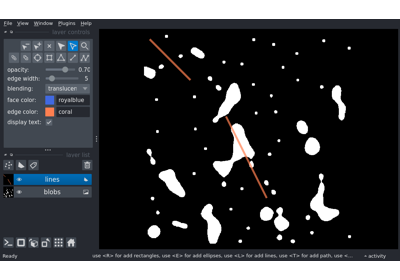 File View Window Plugins Help
layer controls
opacity: 0.70
edge width: 5
blending: translucen
face color: royalblue
edge color: coral
display text:
layer list
lines
blobs
Ready
use <R> for add rectangles, use <E> for add ellipses, use <L> for add lines, use <T> for add path, use <...
activity